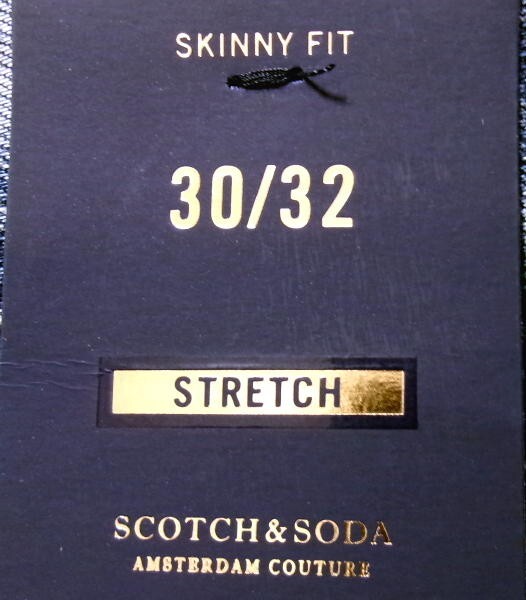 SKINNY FIT
30/32
STRETCH
SCOTCH & SODA
AMSTERDAM COUTURE